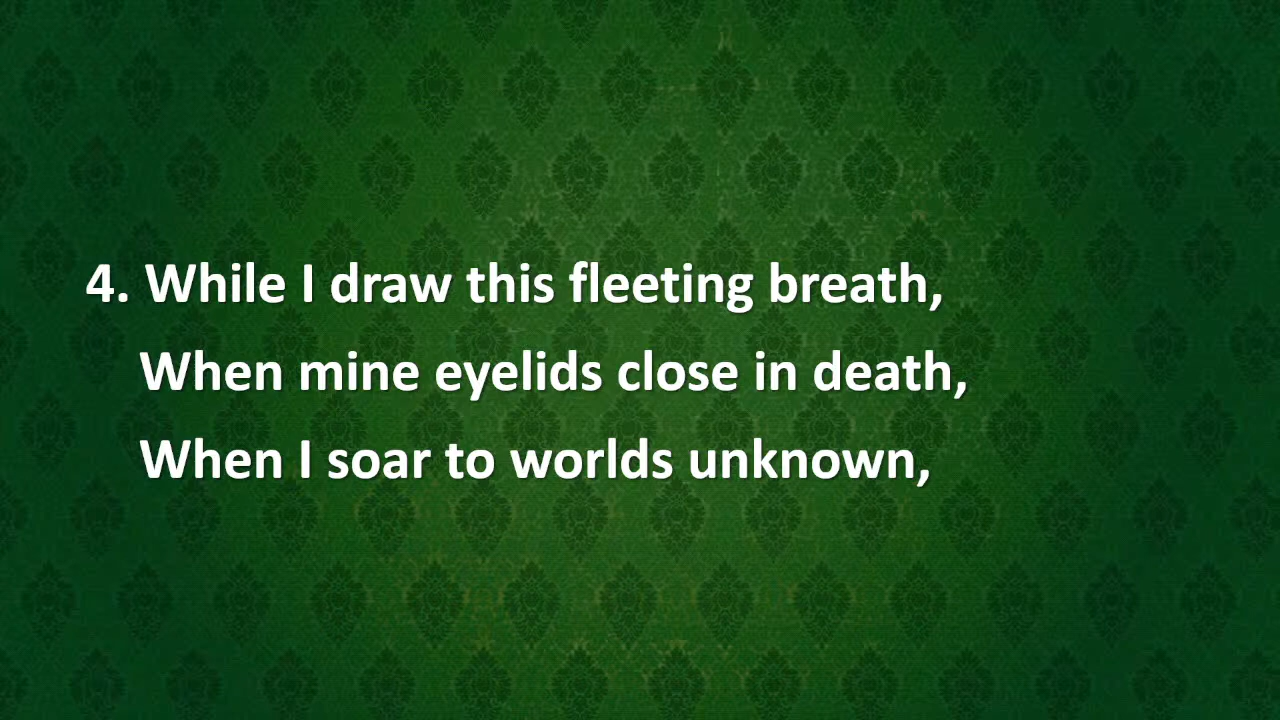 4. While I draw this fleeting breath,
When mine eyelids close in death,
When I soar to worlds unknown,